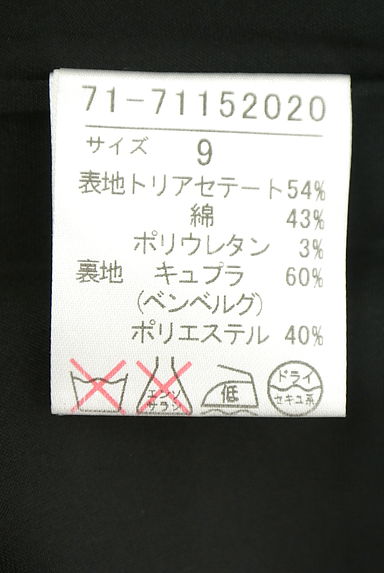 71-71152020
サイズ 9
表地トリアセテート54%
綿 43%
ポリウレタン 3%
裏地 キュプラ 60%
(ベンベルグ)
ポリエステル 40%
エンソ サラシ 低 ドライ セキユ系